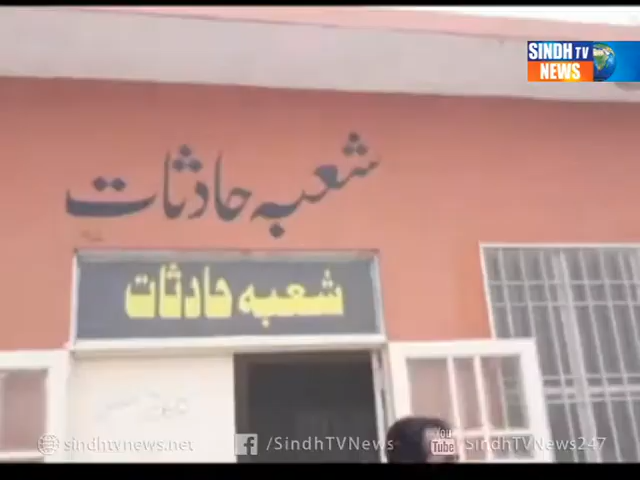 SINDH TV
NEWS
شعبہ حادثات
شعبہ حادثات
sindhtvnews.net
/SindhTVNews
You
Tube
SindhTVNews247